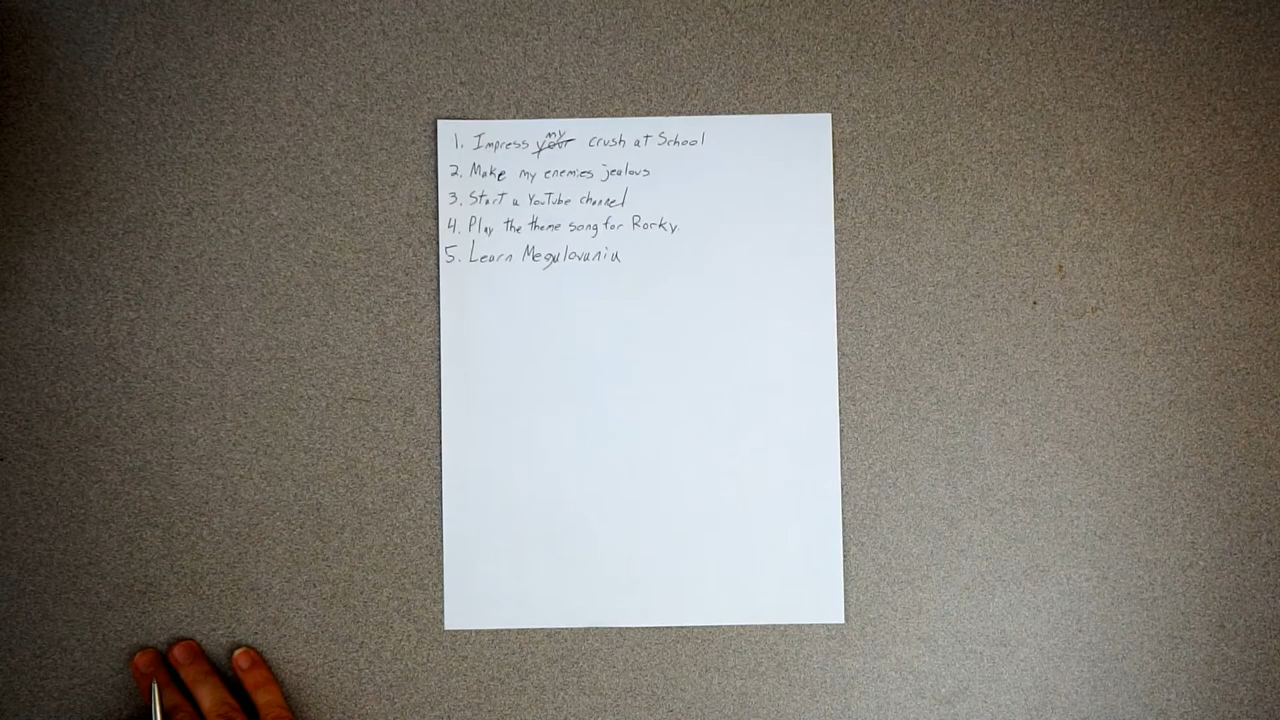 1. Impress my crush at School
2. Make my enemies jealous
3. Start a YouTube channel
4. Play the theme song for Rocky.
5. Learn Megalovania